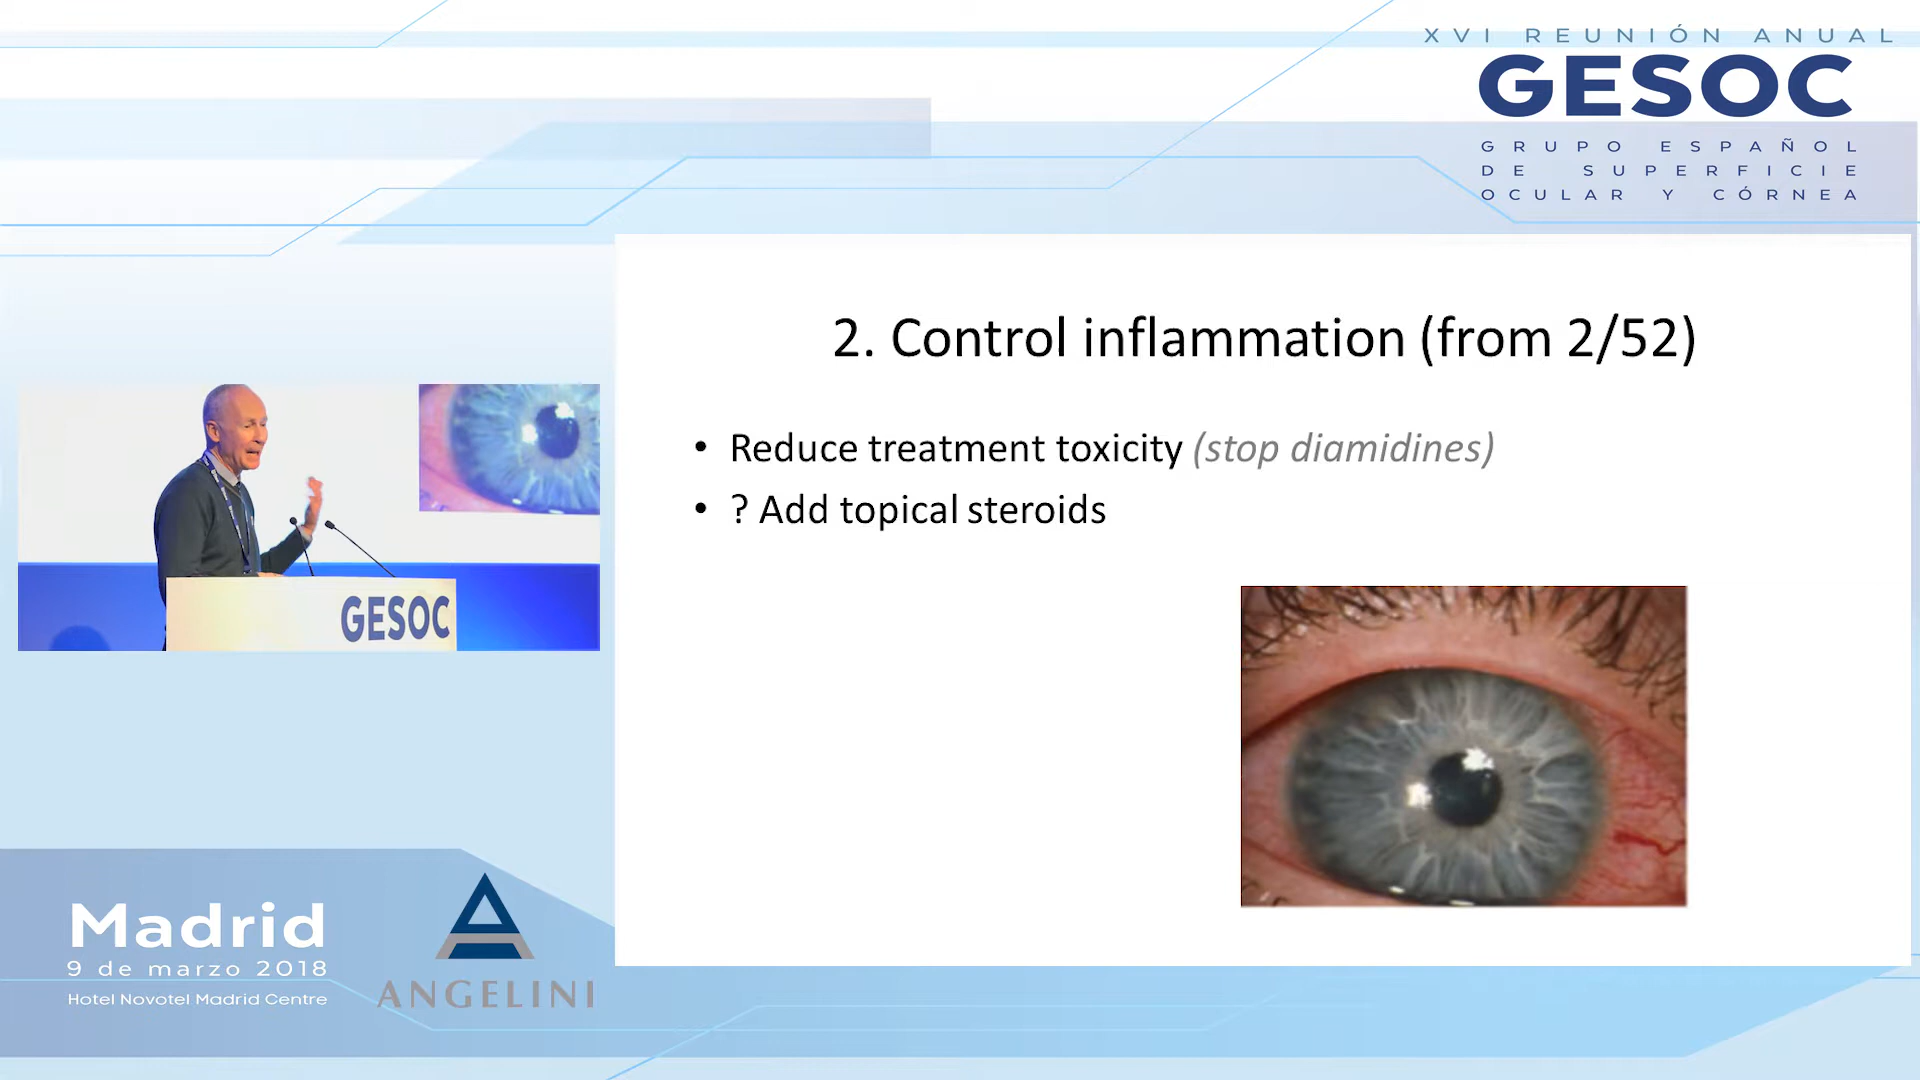 XVI REUNIÓN ANUAL
GESOC
GRUPO ESPAÑOL
DE SUPERFICIE
OCULAR Y CÓRNEA
2. Control inflammation (from 2/52)
• Reduce treatment toxicity (stop diamidines)
• ? Add topical steroids
GESOC
Madrid
9 de marzo 2018
Hotel Novotel Madrid Centre
ANGELINI